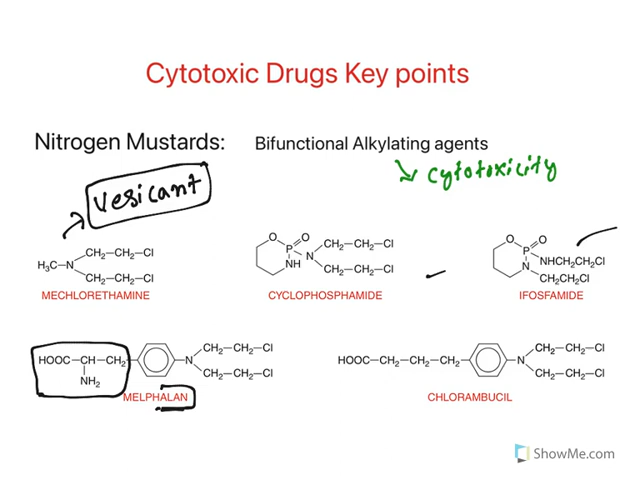 Cytotoxic Drugs Key points
Nitrogen Mustards: Bifunctional Alkylating agents
Vesicant
cytotoxicity
H₃C—N CH₂—CH₂—Cl CH₂—CH₂—Cl
MECHLORETHAMINE
O P O NH N CH₂—CH₂—Cl CH₂—CH₂—Cl
CYCLOPHOSPHAMIDE
O P O NHCH₂CH₂Cl N CH₂CH₂Cl
IFOSFAMIDE
HOOC—CH—CH₂ NH₂ N CH₂—CH₂—Cl CH₂—CH₂—Cl
MELPHALAN
HOOC—CH₂—CH₂—CH₂ N CH₂—CH₂—Cl CH₂—CH₂—Cl
CHLORAMBUCIL
ShowMe.com